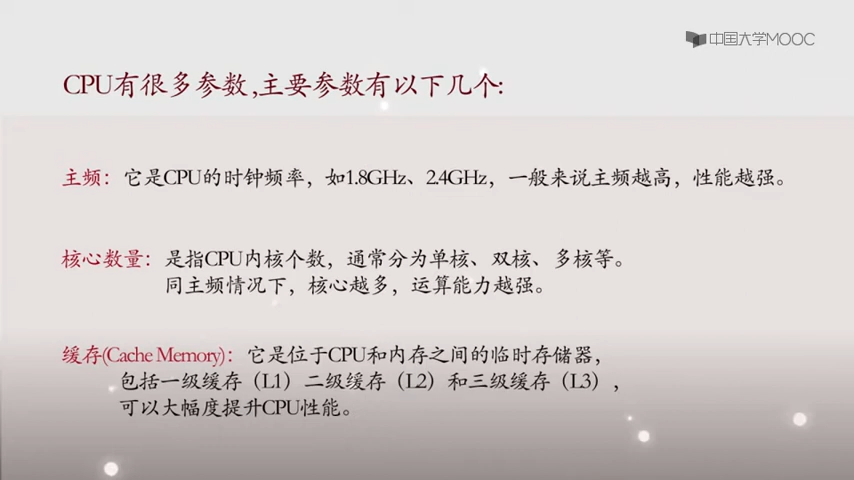 中国大学MOOC
CPU有很多参数,主要参数有以下几个:
主频：它是CPU的时钟频率，如1.8GHz、2.4GHz，一般来说主频越高，性能越强。
核心数量：是指CPU内核个数，通常分为单核、双核、多核等。
同主频情况下，核心越多，运算能力越强。
缓存(Cache Memory)：它是位于CPU和内存之间的临时存储器，
包括一级缓存（L1）二级缓存（L2）和三级缓存（L3），
可以大幅度提升CPU性能。